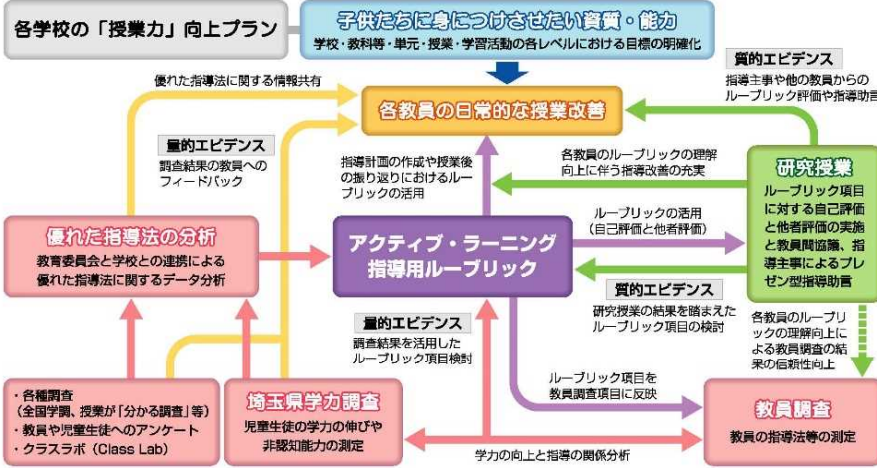 各学校の「授業力」向上プラン
子供たちに身につけさせたい資質・能力
学校・教科等・単元・授業・学習活動の各レベルにおける目標の明確化
優れた指導法に関する情報共有
各教員の日常的な授業改善
質的エビデンス
指導主事や他の教員からの
ルーブリック評価や指導助言
量的エビデンス
調査結果の教員への
フィードバック
指導計画の作成や授業後
の振り返りにおけるルー
ブリックの活用
各教員のルーブリックの理解
向上に伴う指導改善の充実
研究授業
ルーブリック項目
に対する自己評価
と他者評価の実施
と教員間協議、指
導主事によるプレ
ゼン型指導助言
優れた指導法の分析
教育委員会と学校との連携による
優れた指導法に関するデータ分析
アクティブ・ラーニング
指導用ルーブリック
ルーブリックの活用
(自己評価と他者評価)
質的エビデンス
研究授業の結果を踏まえた
ルーブリック項目の検討
量的エビデンス
調査結果を活用した
ルーブリック項目検討
各教員のルーブリッ
クの理解向上に
よる教員調査の結
果の信頼性向上
・各種調査
(全国学調、授業が「分かる調査」等)
・教員や児童生徒へのアンケート
・クラスラボ(Class Lab)
埼玉県学力調査
児童生徒の学力の伸びや
非認知能力の測定
ルーブリック項目を
教員調査項目に反映
教員調査
教員の指導法等の測定
学力の向上と指導の関係分析